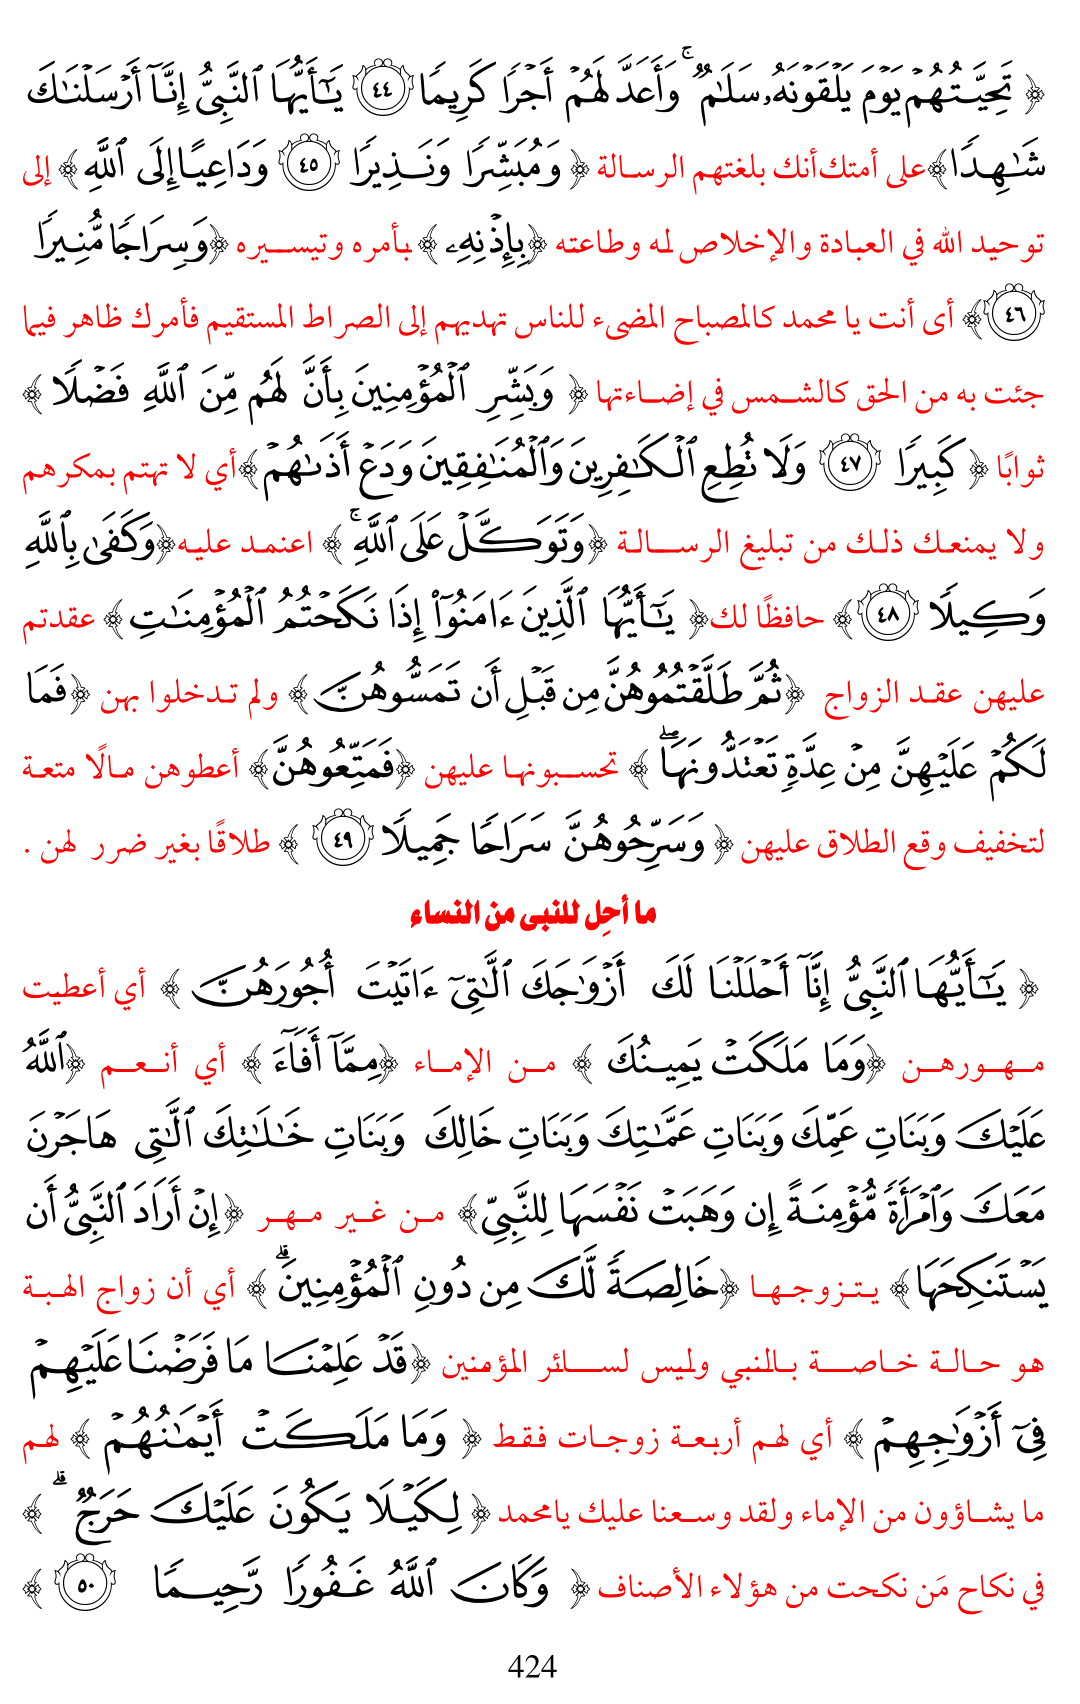 ﴿ تَحِيَّتُهُمْ يَوْمَ يَلْقَوْنَهُۥ سَلَٰمٌ ۚ وَأَعَدَّ لَهُمْ أَجْرًا كَرِيمًا ٤٤ يَٰٓأَيُّهَا ٱلنَّبِىُّ إِنَّآ أَرْسَلْنَٰكَ
شَٰهِدًا﴾ على أمتك أنك بلغتهم الرسالة ﴿ وَمُبَشِّرًا وَنَذِيرًا ٤٥ وَدَاعِيًا إِلَى ٱللَّهِ﴾ إلى
توحيد الله في العبادة والإخلاص لمه وطاعته ﴿بِإِذْنِهِۦ ﴾ بأمره وتيسيره ﴿وَسِرَاجًا مُّنِيرًا
٤٦﴾ أى أنت يا محمد كالمصباح المضىء للناس تهديهم إلى الصراط المستقيم فأمرك ظاهر فيما
جئت به من الحق كالشمس في إضاءتها ﴿ وَبَشِّرِ ٱلْمُؤْمِنِينَ بِأَنَّ لَهُم مِّنَ ٱللَّهِ فَضْلًا ﴾
ثوابًا ﴿ كَبِيرًا ٤٧ وَلَا تُطِعِ ٱلْكَٰفِرِينَ وَٱلْمُنَٰفِقِينَ وَدَعْ أَذَىٰهُمْ﴾ أي لا تهتم بمكرهم
ولا يمنعك ذلك من تبليغ الرسالة ﴿وَتَوَكَّلْ عَلَى ٱللَّهِ ۚ ﴾ اعنمد عليه ﴿وَكَفَىٰ بِٱللَّهِ
وَكِيلًا ٤٨ ﴾ حافظًا لك ﴿ يَٰٓأَيُّهَا ٱلَّذِينَ ءَامَنُوٓا۟ إِذَا نَكَحْتُمُ ٱلْمُؤْمِنَٰتِ ﴾ عقدتم
عليهن عقد الزواج ﴿ثُمَّ طَلَّقْتُمُوهُنَّ مِن قَبْلِ أَن تَمَسُّوهُنَّ ﴾ ولم تدخلوا بهن ﴿فَمَا
لَكُمْ عَلَيْهِنَّ مِنْ عِدَّةٍ تَعْتَدُّونَهَا ۖ ﴾ تحسبونها عليهن ﴿فَمَتِّعُوهُنَّ﴾ أعطوهن مالًا متعة
لتخفيف وقع الطلاق عليهن ﴿ وَسَرِّحُوهُنَّ سَرَاحًا جَمِيلًا ٤٩ ﴾ طلاقًا بغير ضرر لهن .
ما أحِل للنبى من النساء
﴿ يَٰٓأَيُّهَا ٱلنَّبِىُّ إِنَّآ أَحْلَلْنَا لَكَ أَزْوَٰجَكَ ٱلَّٰتِىٓ ءَاتَيْتَ أُجُورَهُنَّ ﴾ أي أعطيت
مهورهن ﴿وَمَا مَلَكَتْ يَمِينُكَ ﴾ من الإماء ﴿مِمَّآ أَفَآءَ ﴾ أي أنعم ﴿ٱللَّهُ
عَلَيْكَ وَبَنَاتِ عَمِّكَ وَبَنَاتِ عَمَّٰتِكَ وَبَنَاتِ خَالِكَ وَبَنَاتِ خَٰلَٰتِكَ ٱلَّٰتِى هَاجَرْنَ
مَعَكَ وَٱمْرَأَةً مُّؤْمِنَةً إِن وَهَبَتْ نَفْسَهَا لِلنَّبِىِّ﴾ من غير مهر ﴿إِنْ أَرَادَ ٱلنَّبِىُّ أَن
يَسْتَنكِحَهَا﴾ يتزوجها ﴿خَالِصَةً لَّكَ مِن دُونِ ٱلْمُؤْمِنِينَ ۗ ﴾ أي أن زواج الهبة
هو حالة خاصة بالنبي وليس لسائر المؤمنين ﴿قَدْ عَلِمْنَا مَا فَرَضْنَا عَلَيْهِمْ
فِىٓ أَزْوَٰجِهِمْ ﴾ أي لهم أربعة زوجات فقط ﴿ وَمَا مَلَكَتْ أَيْمَٰنُهُمْ ﴾ لهم
ما يشاؤون من الإماء ولقد وسعنا عليك يامحمد ﴿ لِكَيْلَا يَكُونَ عَلَيْكَ حَرَجٌ ۗ ﴾
في نكاح مَن نكحت من هؤلاء الأصناف ﴿ وَكَانَ ٱللَّهُ غَفُورًا رَّحِيمًا ٥٠ ﴾
424